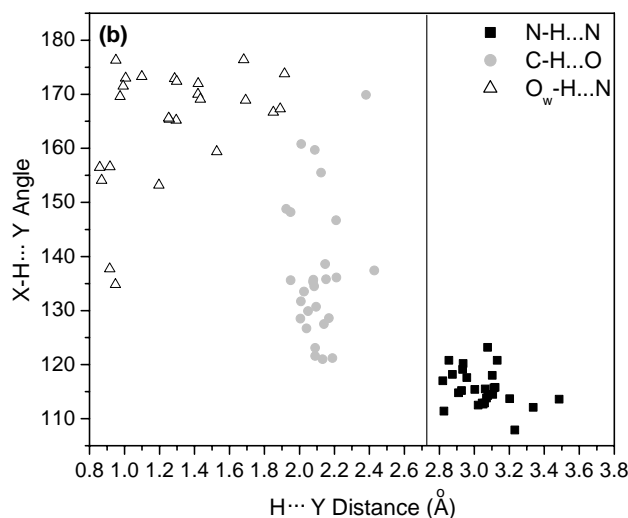 (b)
N-H...N
C-H...O
Ow-H...N
X-H··· Y Angle
180
170
160
150
140
130
120
110
0.8 1.0 1.2 1.4 1.6 1.8 2.0 2.2 2.4 2.6 2.8 3.0 3.2 3.4 3.6 3.8
H··· Y Distance (Å)